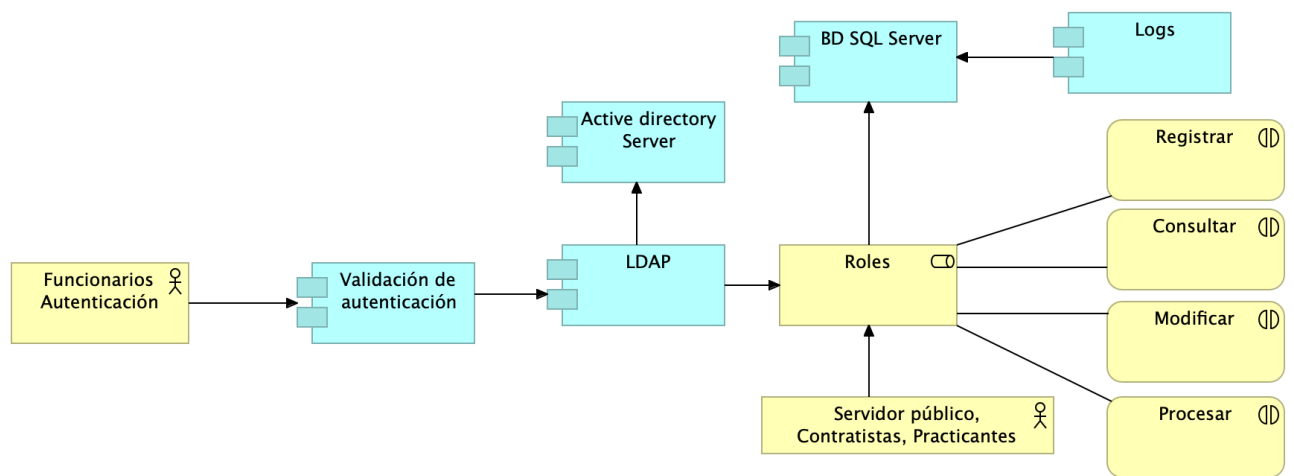 BD SQL Server
Logs
Active directory
Server
Registrar
Consultar
Funcionarios
Autenticación
Validación de
autenticación
LDAP
Roles
Modificar
Servidor público,
Contratistas, Practicantes
Procesar